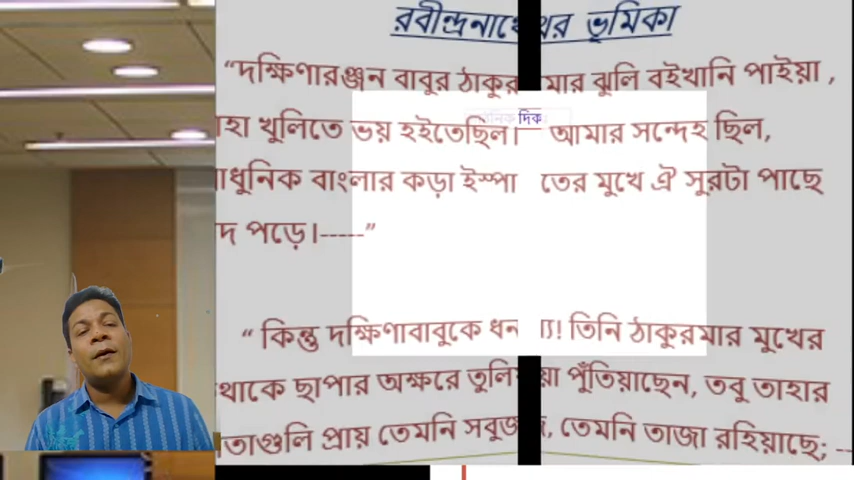 রবীন্দ্রনাথের ভূমিকা
“দক্ষিণারঞ্জন বাবুর ঠাকুর মার ঝুলি বইখানি পাইয়া ,
হা খুলিতে ভয় হইতেছিল। আমার সন্দেহ ছিল,
াধুনিক বাংলার কড়া ইস্পা তের মুখে ঐ সুরটা পাছে
দ পড়ে।-----”
“ কিন্তু দক্ষিণাবাবুকে ধন্য! তিনি ঠাকুরমার মুখের
থাকে ছাপার অক্ষরে তুলিয়া পুঁতিয়াছেন, তবু তাহার
তাগুলি প্রায় তেমনি সবুজ, তেমনি তাজা রহিয়াছে; --
দিক